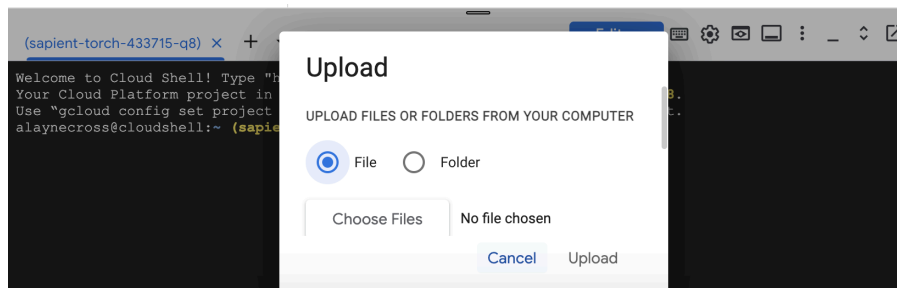 (sapient-torch-433715-q8)
Upload
Welcome to Cloud Shell! Type "h
Your Cloud Platform project in 8.
Use “gcloud config set project t.
alaynecross@cloudshell:~ (sapie
UPLOAD FILES OR FOLDERS FROM YOUR COMPUTER
File Folder
Choose Files No file chosen
Cancel Upload